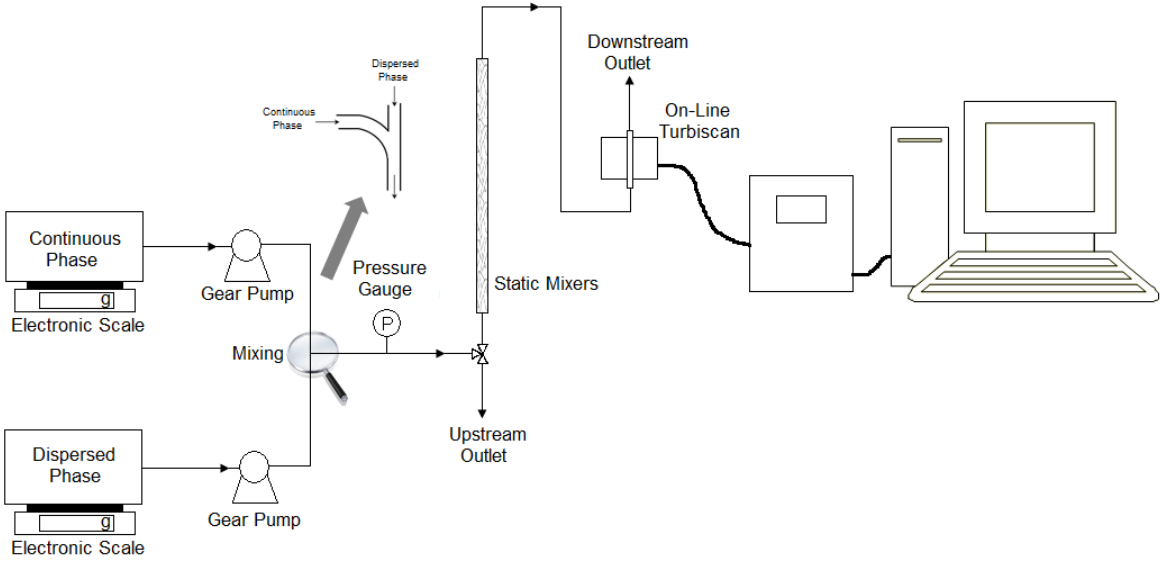 Downstream
Outlet
Dispersed
Phase
Continuous
Phase
On-Line
Turbiscan
Continuous
Phase
g
Electronic Scale
Gear Pump
Pressure
Gauge
P
Static Mixers
Mixing
Upstream
Outlet
Dispersed
Phase
g
Electronic Scale
Gear Pump